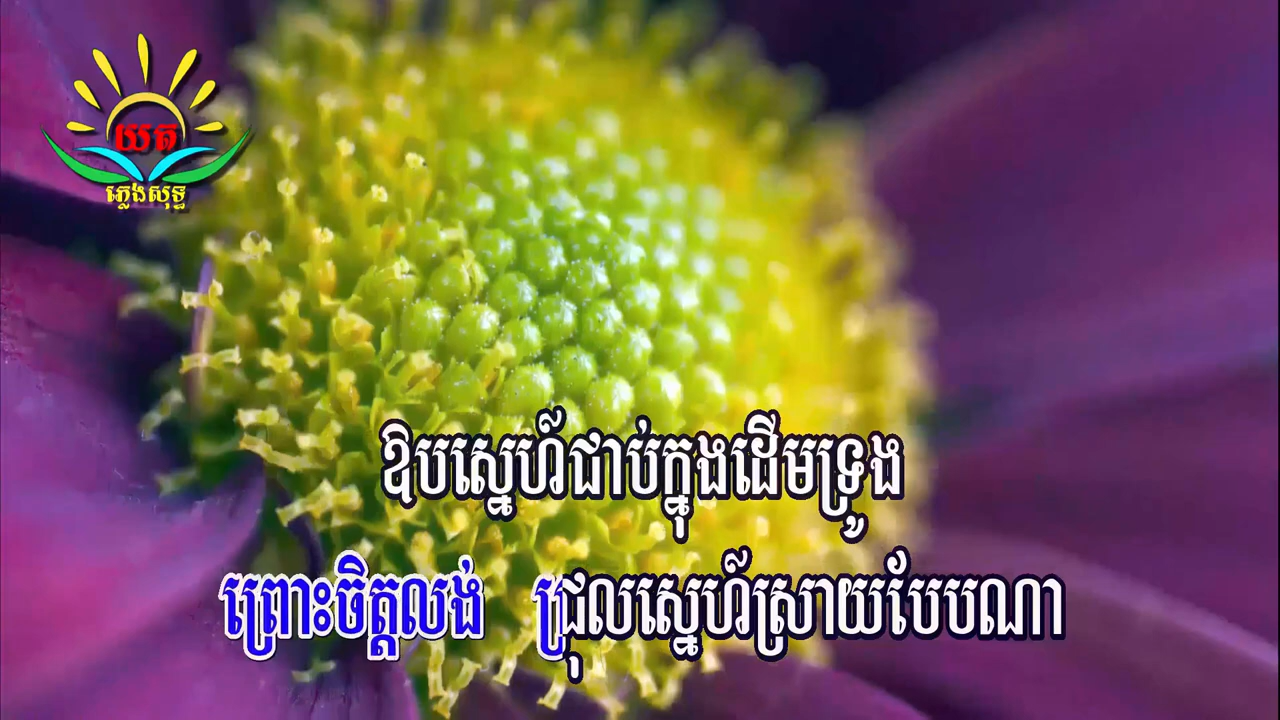 យត
ភ្លេងសុទ្ធ
ឱបស្នេហ៍ជាប់ក្នុងដើមទ្រូង
ព្រោះចិត្តលង់ ជ្រុលស្នេហ៍ស្រាយបែបណា